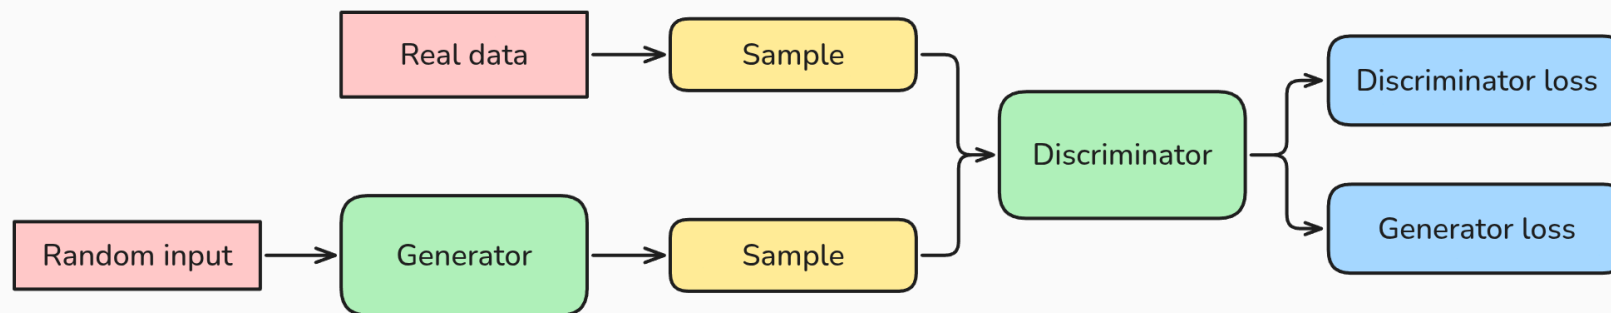 Real data
Sample
Discriminator loss
Discriminator
Generator loss
Random input
Generator
Sample